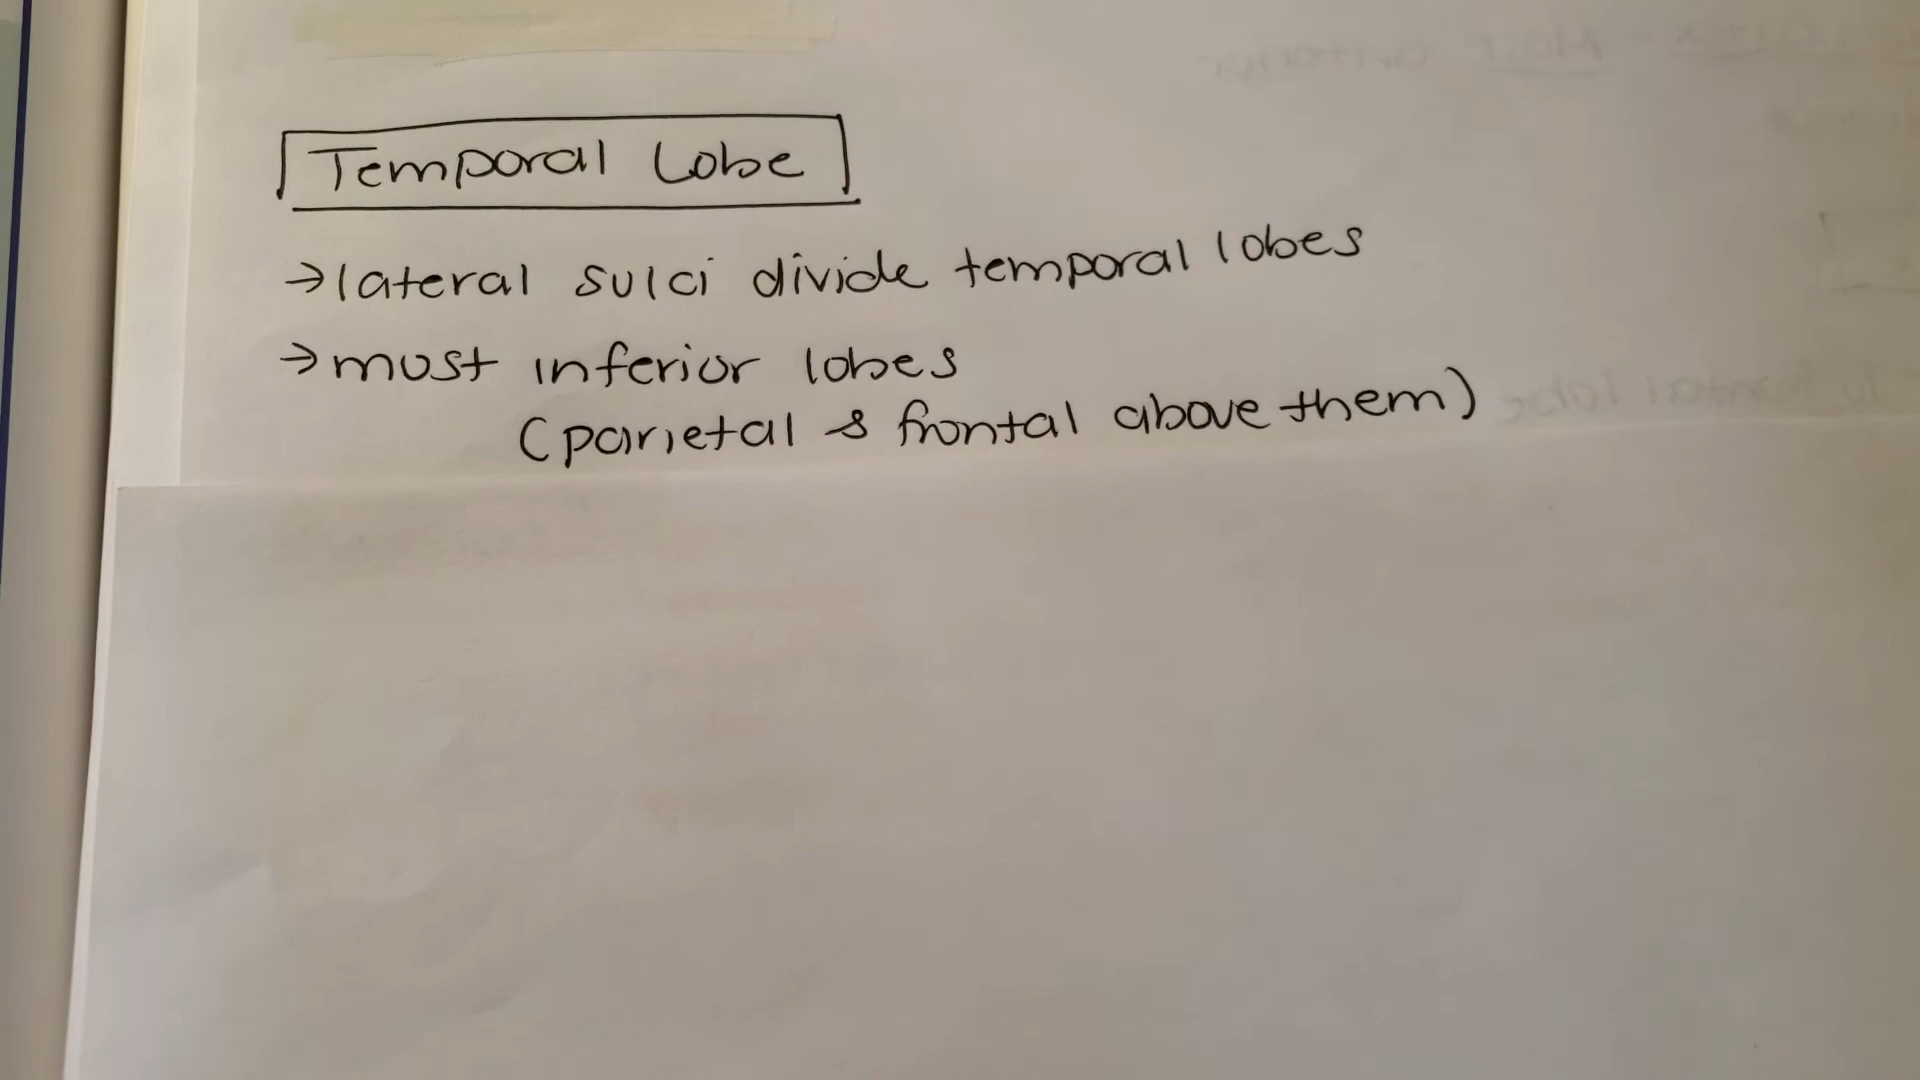 Temporal Lobe
→ lateral sulci divide temporal lobes
→ most inferior lobes
(parietal & frontal above them)